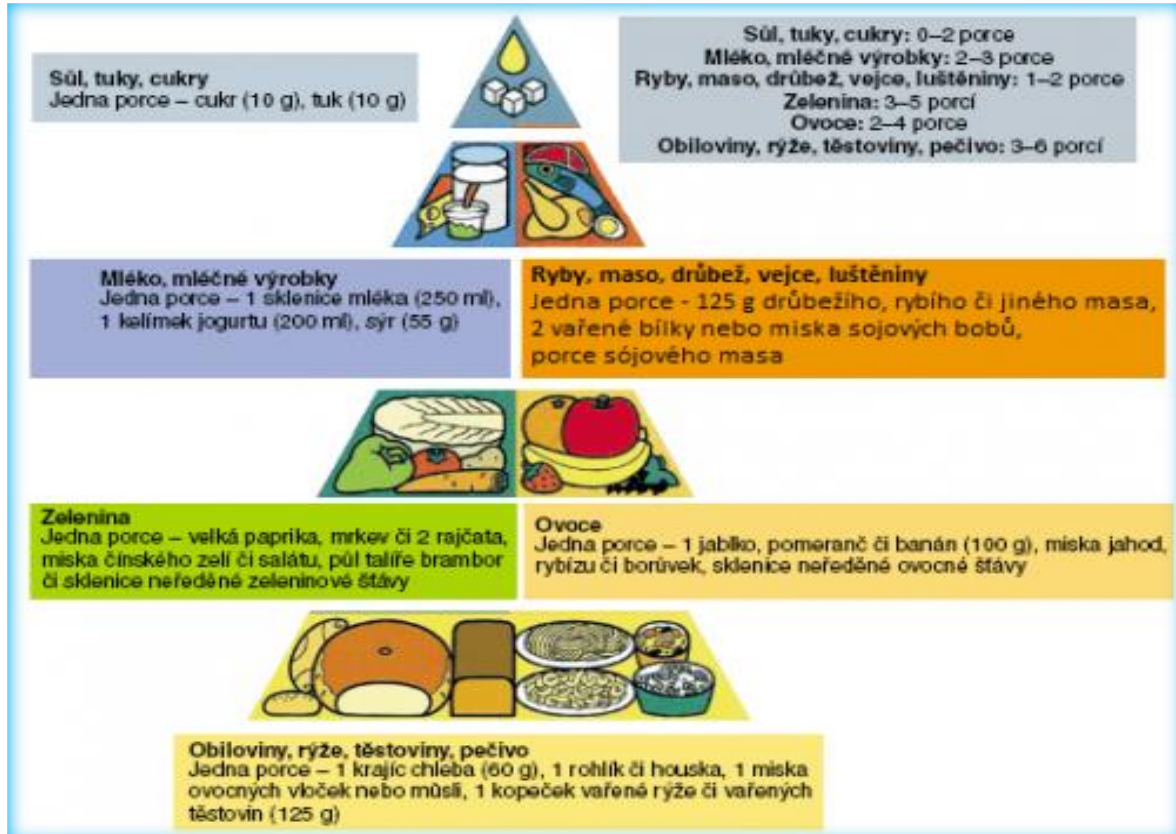 Sůl, tuky, cukry
Jedna porce – cukr (10 g), tuk (10 g)
Sůl, tuky, cukry: 0–2 porce
Mléko, mléčné výrobky: 2–3 porce
Ryby, maso, drůbež, vejce, luštěniny: 1–2 porce
Zelenina: 3–5 porcí
Ovoce: 2–4 porce
Obiloviny, rýže, těstoviny, pečivo: 3–6 porcí
Mléko, mléčné výrobky
Jedna porce – 1 sklenice mléka (250 ml),
1 kelímek jogurtu (200 ml), sýr (55 g)
Ryby, maso, drůbež, vejce, luštěniny
Jedna porce - 125 g drůbežího, rybího či jiného masa,
2 vařené bílky nebo miska sojových bobů,
porce sójového masa
Zelenina
Jedna porce – velká paprika, mrkev či 2 rajčata,
miska čínského zelí či salátu, půl talíře brambor
či sklenice neředěné zeleninové šťávy
Ovoce
Jedna porce – 1 jablko, pomeranč či banán (100 g), miska jahod,
rybízu či borůvek, sklenice neředěné ovocné šťávy
Obiloviny, rýže, těstoviny, pečivo
Jedna porce – 1 krajíc chleba (60 g), 1 rohlík či houska, 1 miska
ovocných vloček nebo müsli, 1 kopeček vařené rýže či vařených
těstovin (125 g)